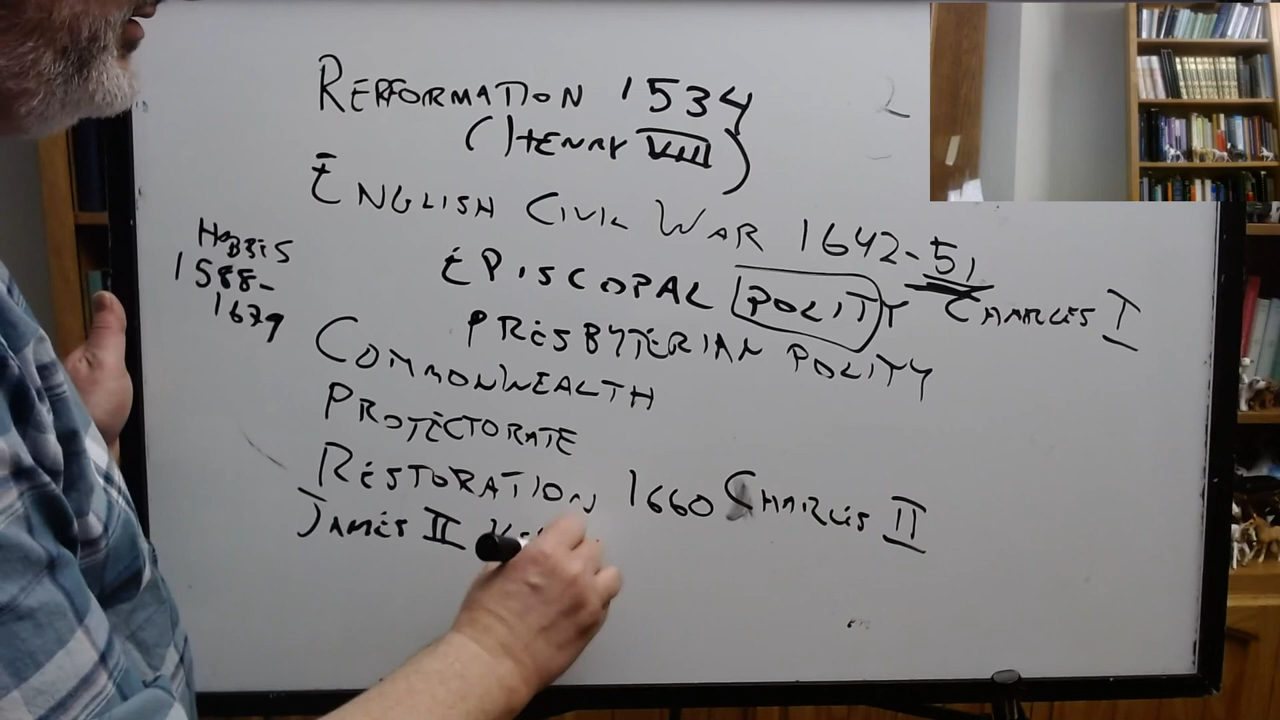 REFORMATION 1534
(HENRY VIII)
ENGLISH CIVIL WAR 1642-51
HOBBES
1588-
1679
EPISCOPAL POLITY CHARLES I
PRESBYTERIAN POLITY
COMMONWEALTH
PROTECTORATE
RESTORATION 1660 CHARLES II
JAMES II